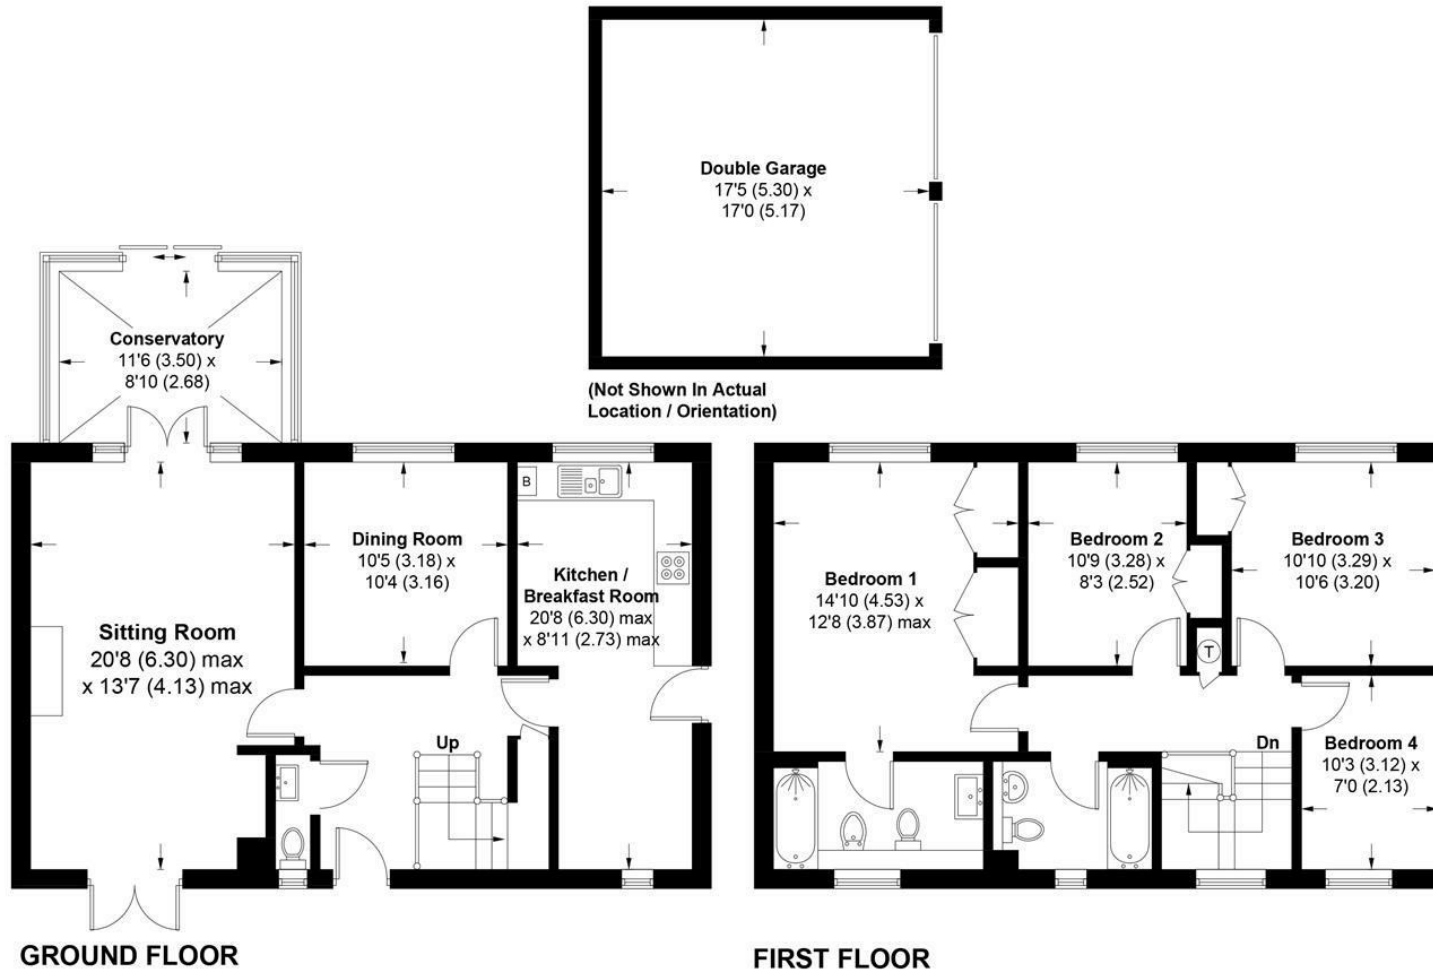 Double Garage
17'5 (5.30) x
17'0 (5.17)
(Not Shown In Actual
Location / Orientation)
Conservatory
11'6 (3.50) x
8'10 (2.68)
Sitting Room
20'8 (6.30) max
x 13'7 (4.13) max
Dining Room
10'5 (3.18) x
10'4 (3.16)
B
Kitchen /
Breakfast Room
20'8 (6.30) max
x 8'11 (2.73) max
Up
GROUND FLOOR
Bedroom 1
14'10 (4.53) x
12'8 (3.87) max
Bedroom 2
10'9 (3.28) x
8'3 (2.52)
T
Bedroom 3
10'10 (3.29) x
10'6 (3.20)
Dn
Bedroom 4
10'3 (3.12) x
7'0 (2.13)
FIRST FLOOR